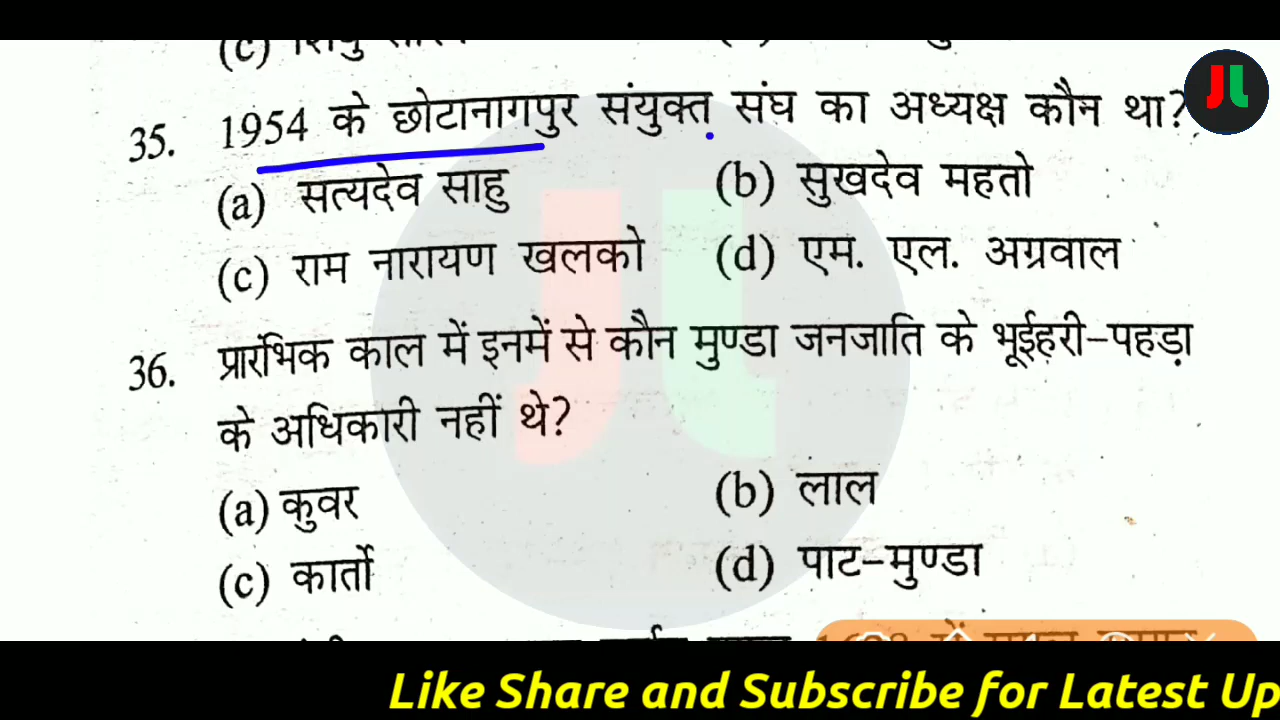 35. 1954 के छोटानागपुर संयुक्त संघ का अध्यक्ष कौन था?
(a) सत्यदेव साहु (b) सुखदेव महतो
(c) राम नारायण खलको (d) एम. एल. अग्रवाल
36. प्रारंभिक काल में इनमें से कौन मुण्डा जनजाति के भूईहरी-पहड़ा
के अधिकारी नहीं थे?
(a) कुवर (b) लाल
(c) कार्तो (d) पाट-मुण्डा
Like Share and Subscribe for Latest Up